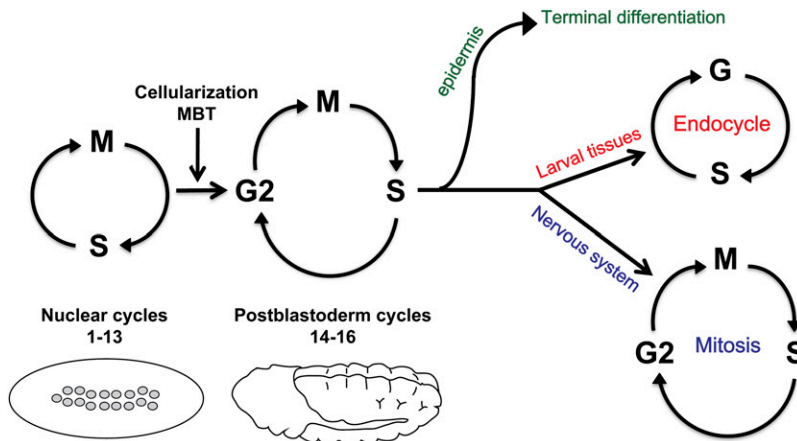 Terminal differentiation
epidermis
Cellularization
MBT
M
S
G2
M
S
Larval tissues
Nervous system
G
Endocycle
S
M
G2
Mitosis
S
Nuclear cycles
1-13
Postblastoderm cycles
14-16